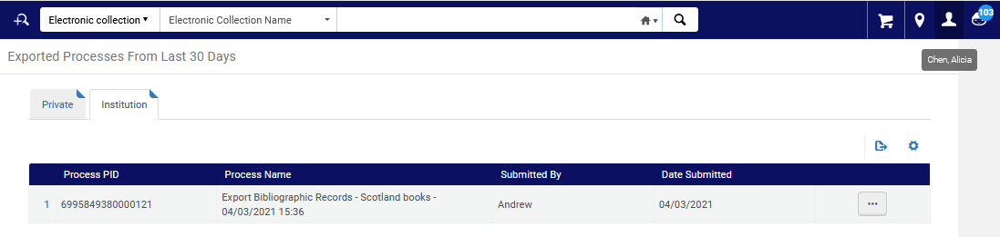 Electronic collection Electronic Collection Name 103
Exported Processes From Last 30 Days
Chen, Alicia
Private Institution
Process PID Process Name Submitted By Date Submitted
1 6995849380000121 Export Bibliographic Records - Scotland books - 04/03/2021 15:36 Andrew 04/03/2021